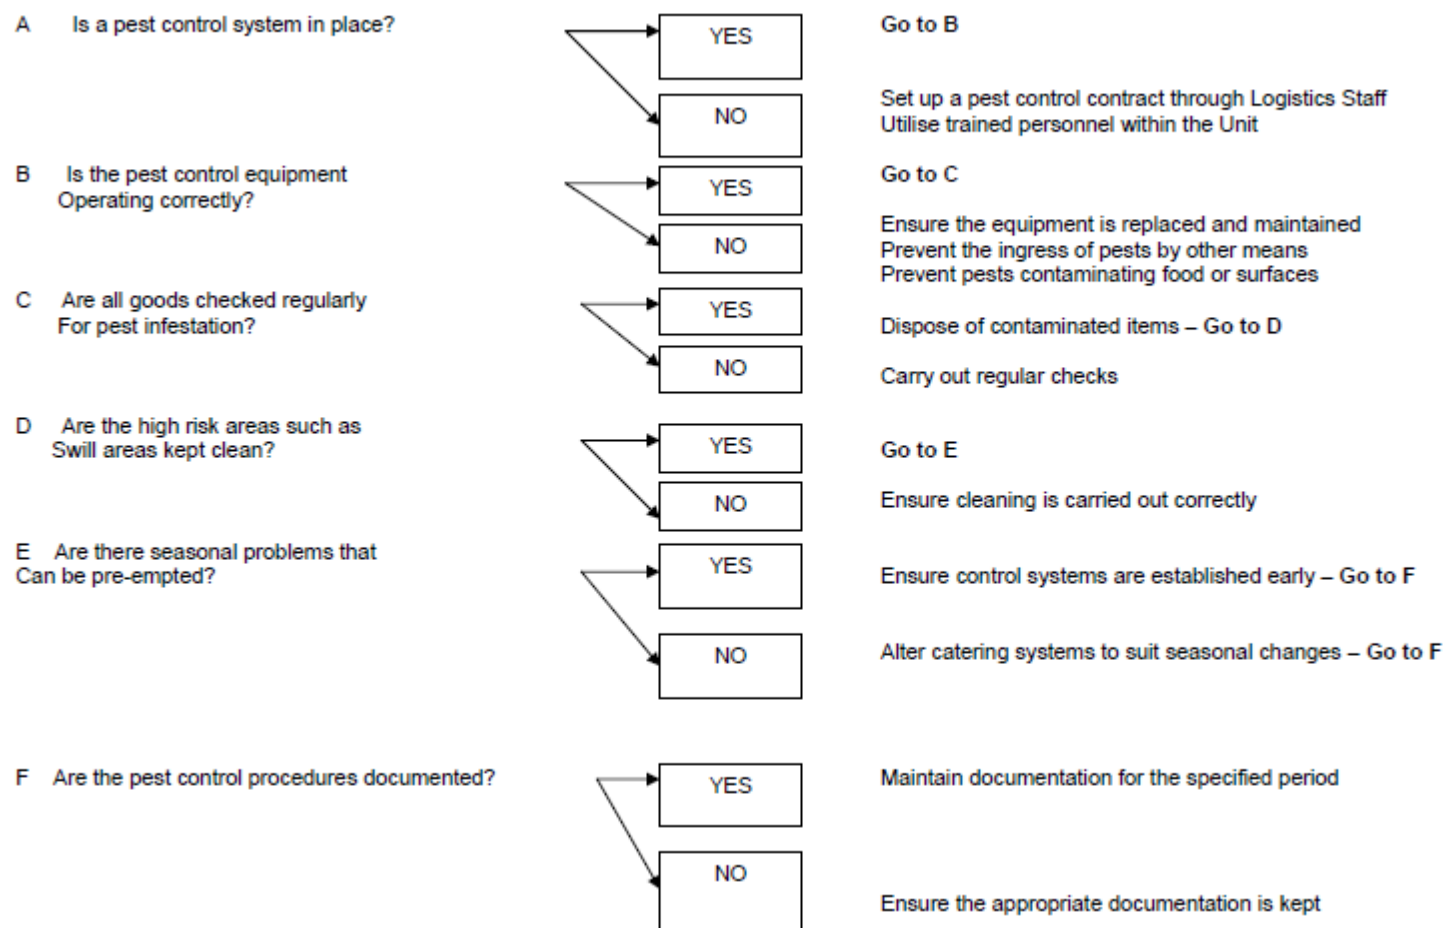 A Is a pest control system in place?
YES
Go to B
NO
Set up a pest control contract through Logistics Staff
Utilise trained personnel within the Unit
B Is the pest control equipment
Operating correctly?
YES
Go to C
NO
Ensure the equipment is replaced and maintained
Prevent the ingress of pests by other means
Prevent pests contaminating food or surfaces
C Are all goods checked regularly
For pest infestation?
YES
Dispose of contaminated items – Go to D
NO
Carry out regular checks
D Are the high risk areas such as
Swill areas kept clean?
YES
Go to E
NO
Ensure cleaning is carried out correctly
E Are there seasonal problems that
Can be pre-empted?
YES
Ensure control systems are established early – Go to F
NO
Alter catering systems to suit seasonal changes – Go to F
F Are the pest control procedures documented?
YES
Maintain documentation for the specified period
NO
Ensure the appropriate documentation is kept